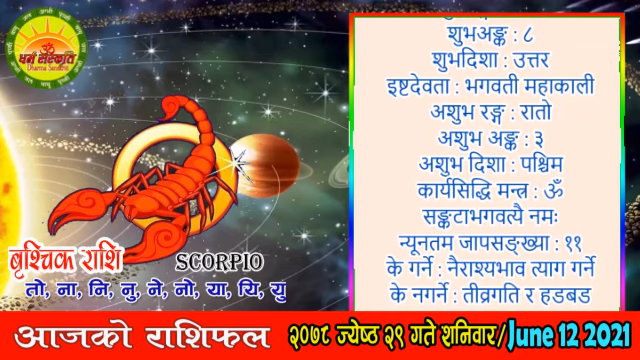 ॐ
धर्म संस्कृति
Dharma Sanskriti
शुभअङ्क : ८
शुभदिशा : उत्तर
इष्टदेवता : भगवती महाकाली
अशुभ रङ्ग : रातो
अशुभ अङ्क : ३
अशुभ दिशा : पश्चिम
कार्यसिद्धि मन्त्र : ॐ
सङ्कटाभगवत्यै नमः
न्यूनतम जापसङ्ख्या : ११
के गर्ने : नैराश्यभाव त्याग गर्ने
के नगर्ने : तीव्रगति र हडबड
बृश्चिक राशि SCORPIO
तो, ना, नि, नु, ने, नो, या, यि, यु
आजको राशिफल २०७८ ज्येष्ठ २९ गते शनिवार/June 12 2021